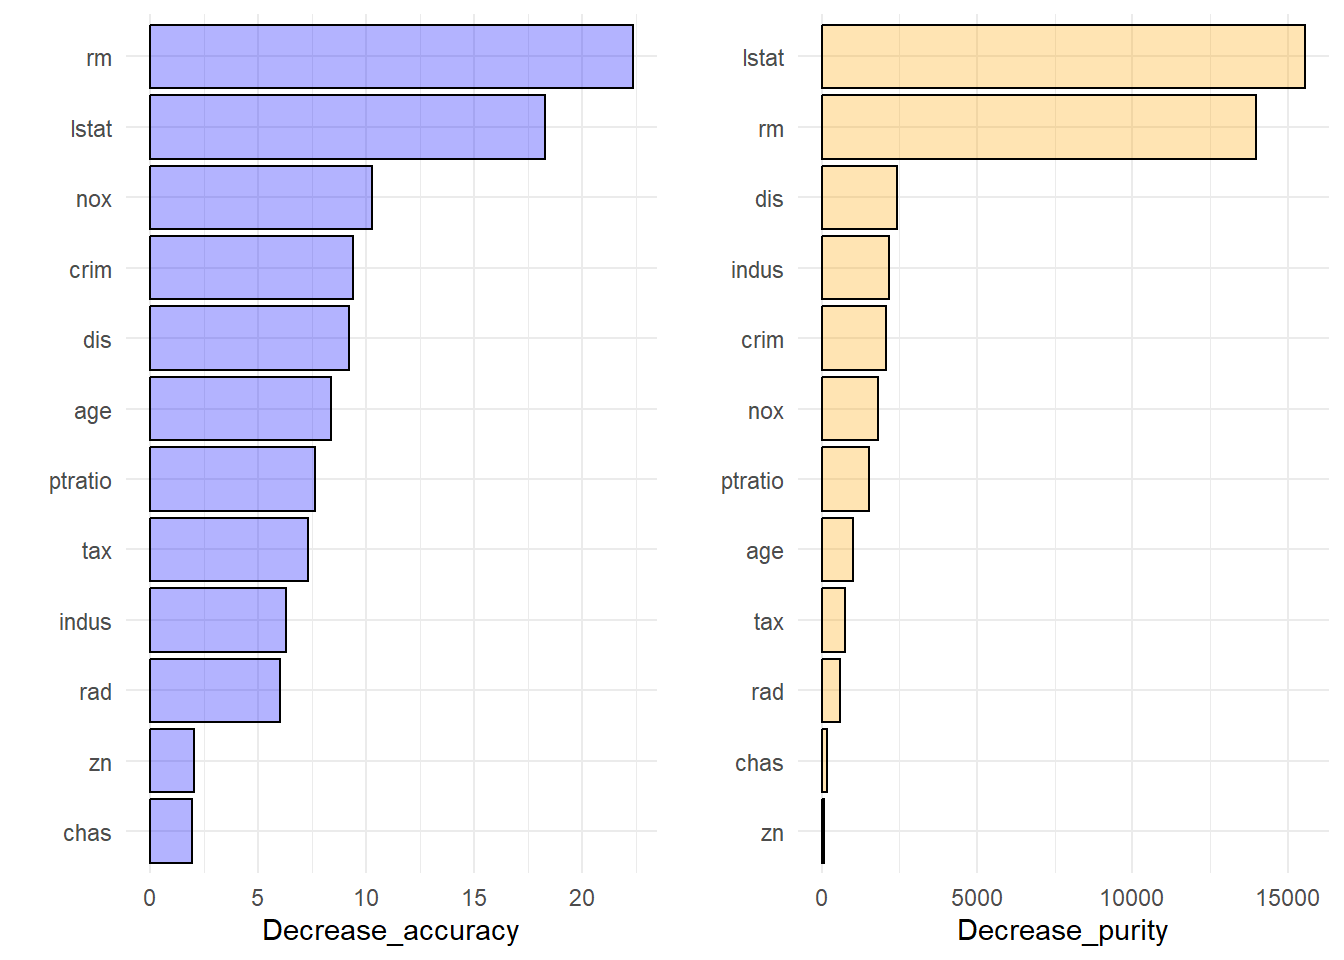 rm
lstat
nox
crim
dis
age
ptratio
tax
indus
rad
zn
chas
0 5 10 15 20
Decrease_accuracy
lstat
rm
dis
indus
crim
nox
ptratio
age
tax
rad
chas
zn
0 5000 10000 15000
Decrease_purity